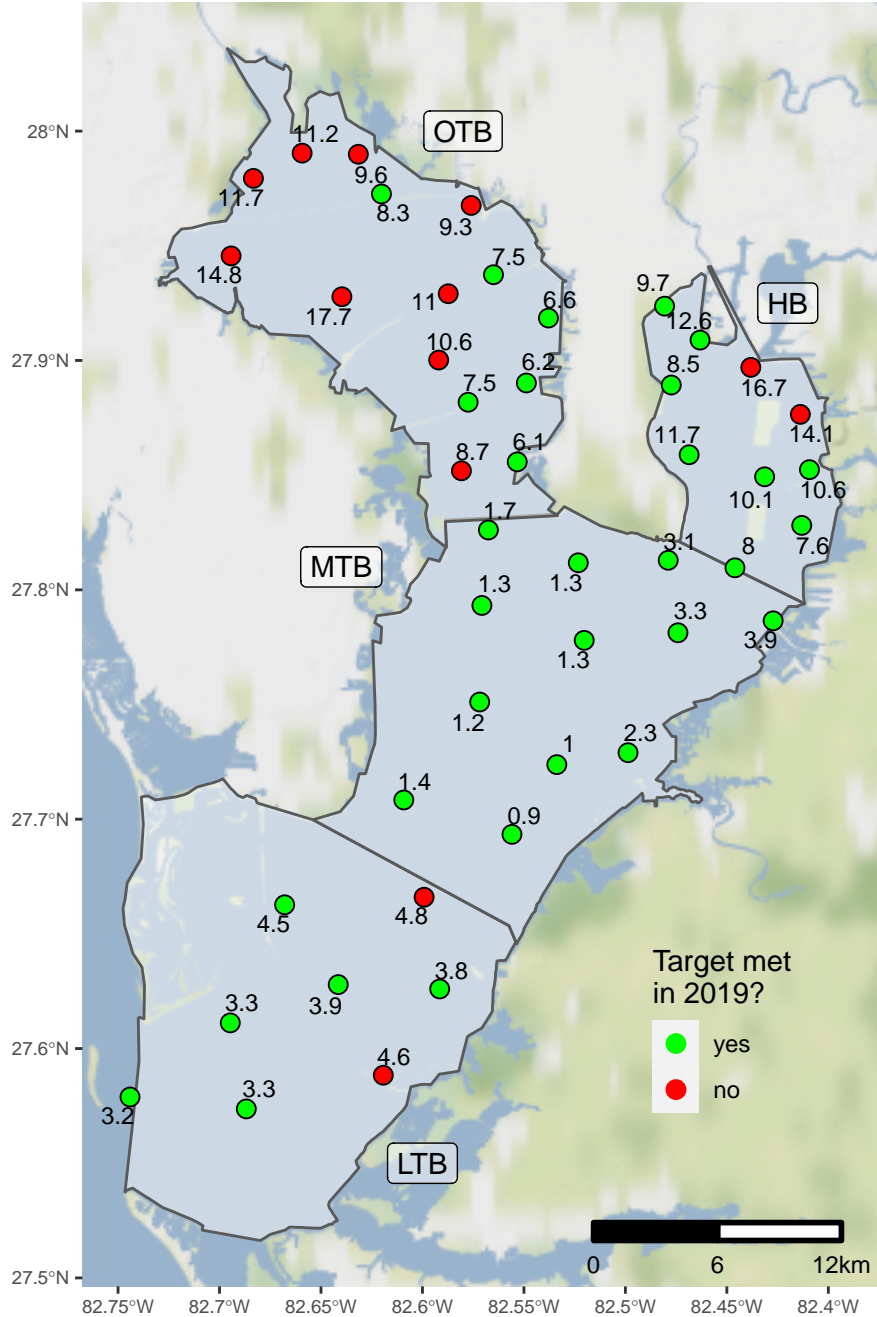 28°N
27.9°N
27.8°N
27.7°N
27.6°N
27.5°N
OTB
11.2
9.6
11.7
8.3
9.3
7.5
14.8
17.7
11
6.6
10.6
6.2
7.5
8.7
6.1
HB
9.7
12.6
8.5
16.7
11.7
14.1
10.1
10.6
7.6
8
MTB
1.7
1.3
3.1
1.3
3.3
3.9
1.3
1.2
2.3
1
1.4
0.9
4.8
4.5
3.8
3.9
3.3
4.6
3.3
3.2
LTB
Target met
in 2019?
yes
no
0 6 12km
82.75°W 82.7°W 82.65°W 82.6°W 82.55°W 82.5°W 82.45°W 82.4°W